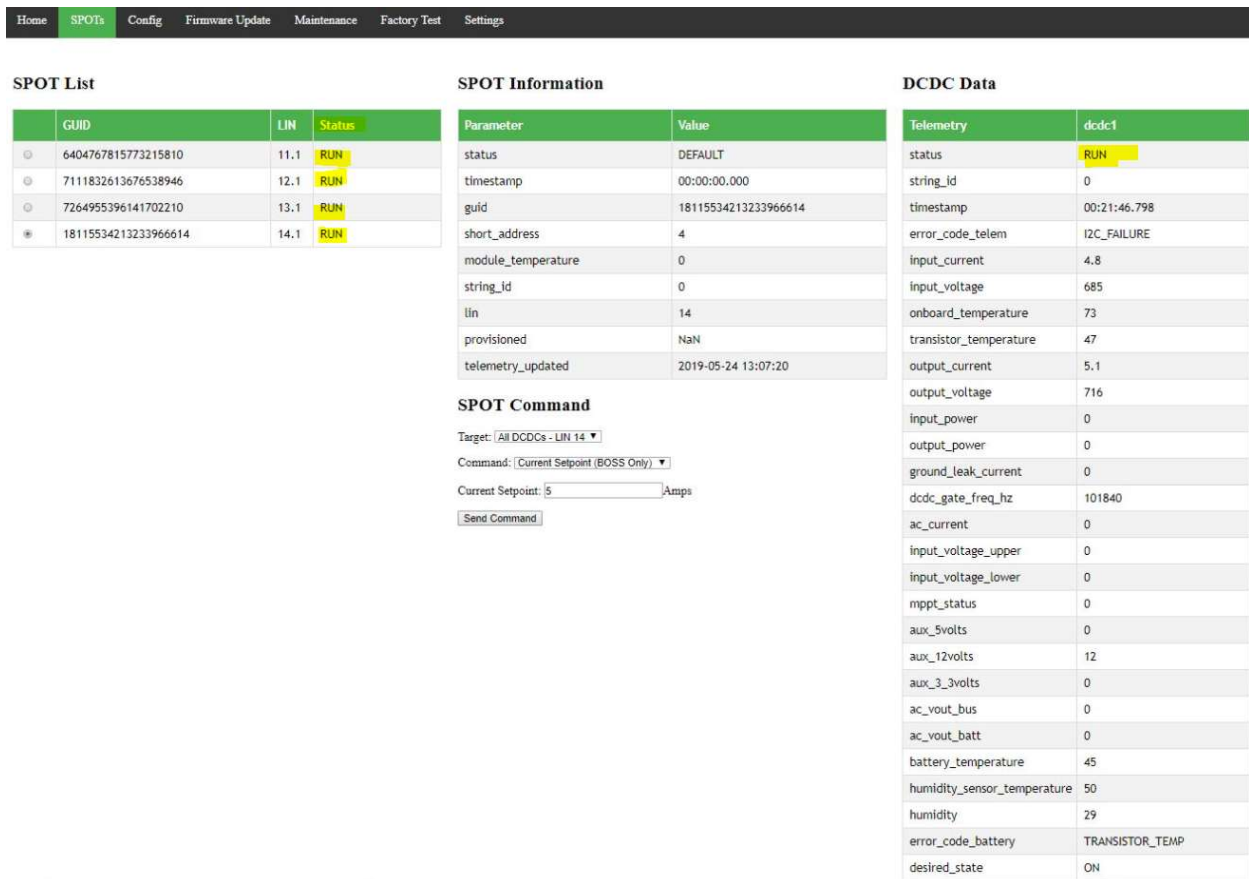 Home SPOTs Config Firmware Update Maintenance Factory Test Settings
SPOT List
GUID LIN Status
6404767815773215810 11.1 RUN
7111832613676538946 12.1 RUN
7264955396141702210 13.1 RUN
18115534213233966614 14.1 RUN
SPOT Information
Parameter Value
status DEFAULT
timestamp 00:00:00.000
guid 18115534213233966614
short_address 4
module_temperature 0
string_id 0
lin 14
provisioned NaN
telemetry_updated 2019-05-24 13:07:20
SPOT Command
Target: All DCDCs - LIN 14
Command: Current Setpoint (BOSS Only)
Current Setpoint: 5 Amps
Send Command
DCDC Data
Telemetry dcdc1
status RUN
string_id 0
timestamp 00:21:46.798
error_code_telem I2C_FAILURE
input_current 4.8
input_voltage 685
onboard_temperature 73
transistor_temperature 47
output_current 5.1
output_voltage 716
input_power 0
output_power 0
ground_leak_current 0
dcdc_gate_freq_hz 101840
ac_current 0
input_voltage_upper 0
input_voltage_lower 0
mppt_status 0
aux_5volts 0
aux_12volts 12
aux_3_3volts 0
ac_vout_bus 0
ac_vout_batt 0
battery_temperature 45
humidity_sensor_temperature 50
humidity 29
error_code_battery TRANSISTOR_TEMP
desired_state ON